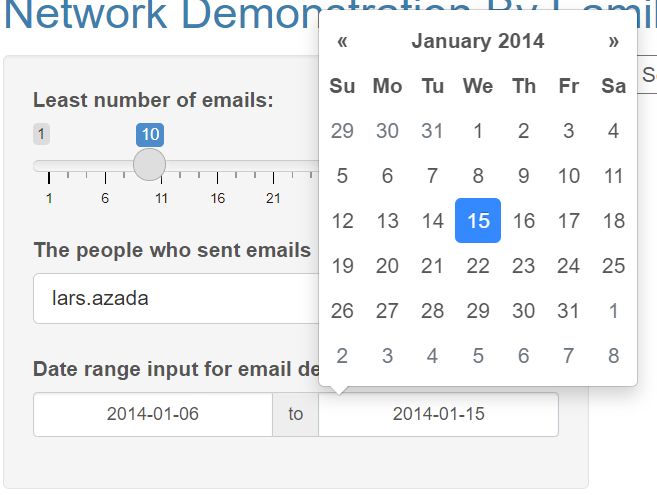 Network Demonstration By
Least number of emails:
1
10
1 6 11 16 21
The people who sent emails
lars.azada
Date range input for email
2014-01-06 to 2014-01-15
« January 2014 »
Su Mo Tu We Th Fr Sa
29 30 31 1 2 3 4
5 6 7 8 9 10 11
12 13 14 15 16 17 18
19 20 21 22 23 24 25
26 27 28 29 30 31 1
2 3 4 5 6 7 8